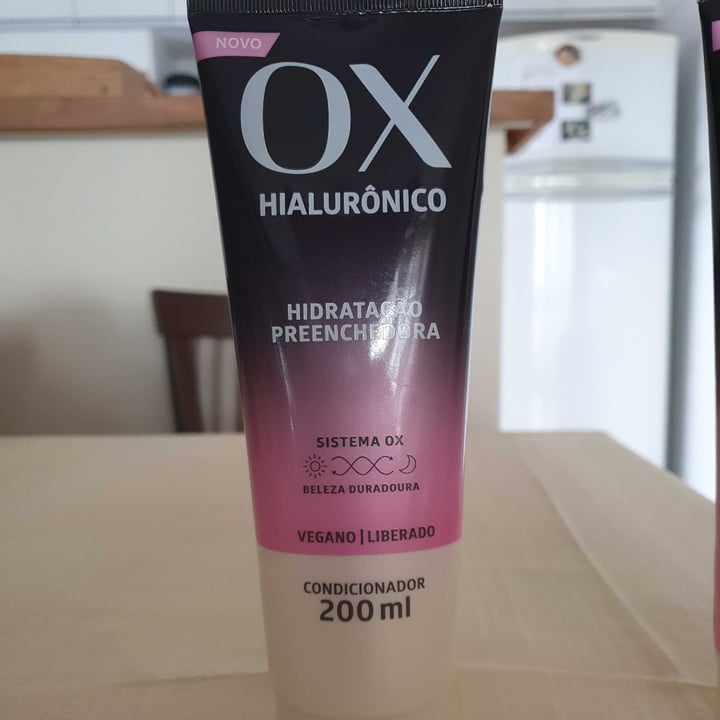 NOVO
OX
HIALURÔNICO
HIDRATAÇÃO
PREENCHEDORA
SISTEMA OX
BELEZA DURADOURA
VEGANO | LIBERADO
CONDICIONADOR
200 ml